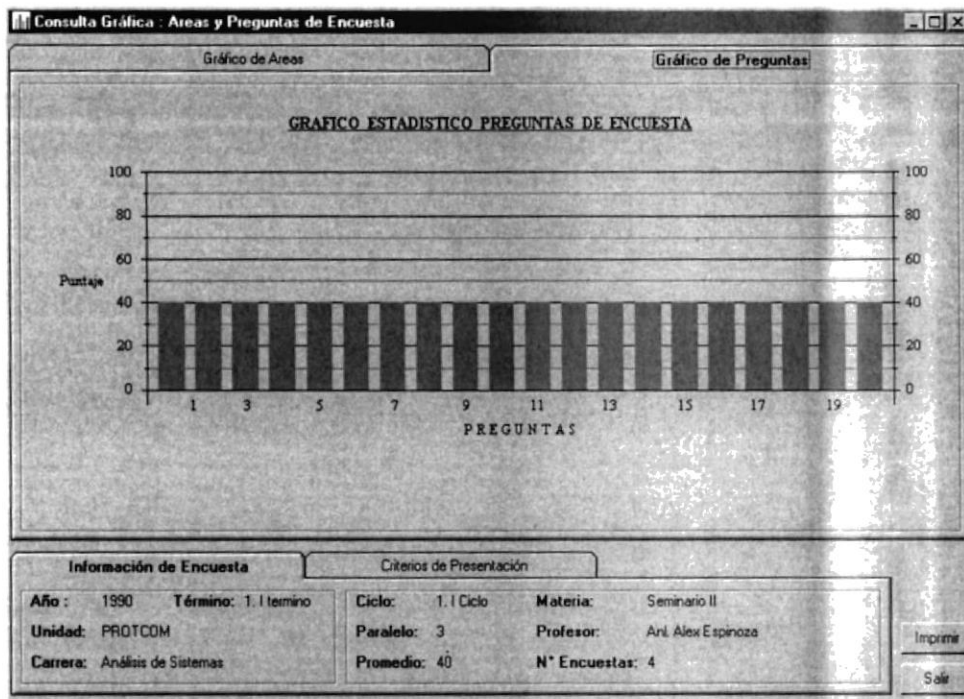 Consulta Gráfica : Areas y Preguntas de Encuesta
Gráfico de Areas
Gráfico de Preguntas
GRAFICO ESTADISTICO PREGUNTAS DE ENCUESTA
100 100
80 80
60 60
Puntaje
40 40
20 20
0 0
1 3 5 7 9 11 13 15 17 19
PREGUNTAS
Información de Encuesta
Criterios de Presentación
Año : 1990 Término: 1. I termino Ciclo: 1. I Ciclo Materia: Seminario II
Unidad: PROTCOM Paralelo: 3 Profesor: Anl. Alex Espinoza
Carrera: Análisis de Sistemas Promedio: 40 N° Encuestas: 4
Imprimir
Salir